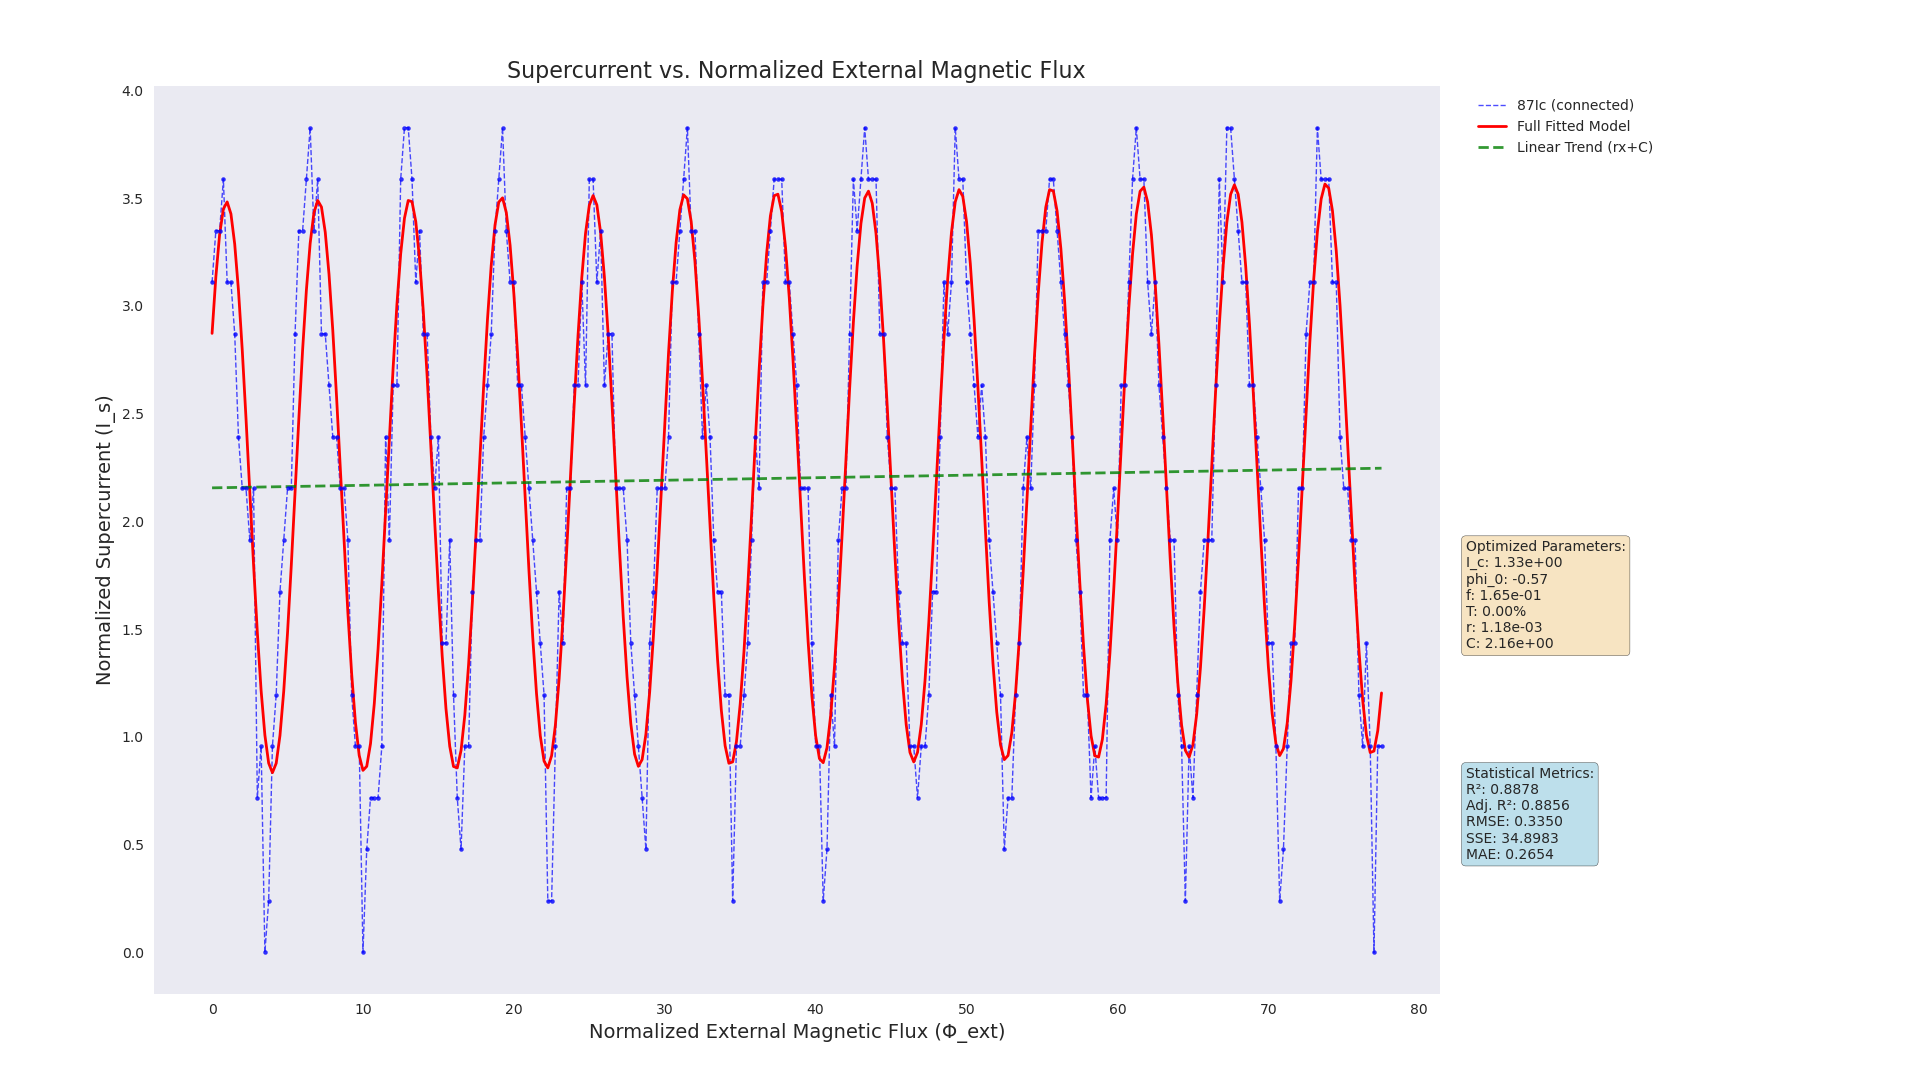 Supercurrent vs. Normalized External Magnetic Flux
4.0
3.5
3.0
2.5
2.0
1.5
1.0
0.5
0.0
Normalized Supercurrent (I_s)
0 10 20 30 40 50 60 70 80
Normalized External Magnetic Flux (Φ_ext)
87Ic (connected)
Full Fitted Model
Linear Trend (rx+C)
Optimized Parameters:
I_c: 1.33e+00
phi_0: -0.57
f: 1.65e-01
T: 0.00%
r: 1.18e-03
C: 2.16e+00
Statistical Metrics:
R²: 0.8878
Adj. R²: 0.8856
RMSE: 0.3350
SSE: 34.8983
MAE: 0.2654